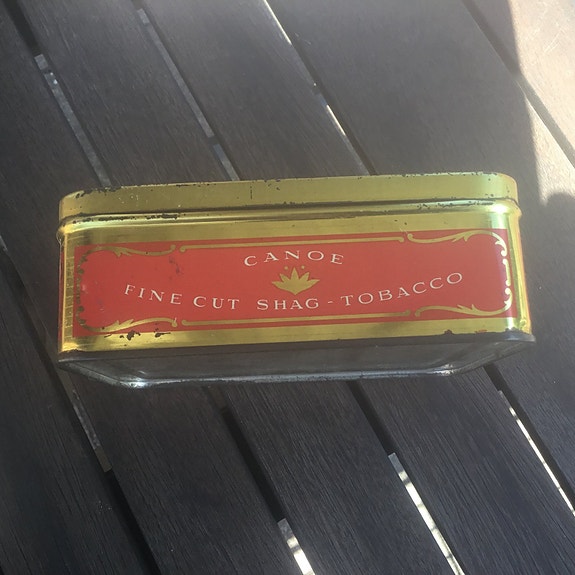 CANOE
FINE CUT SHAG - TOBACCO